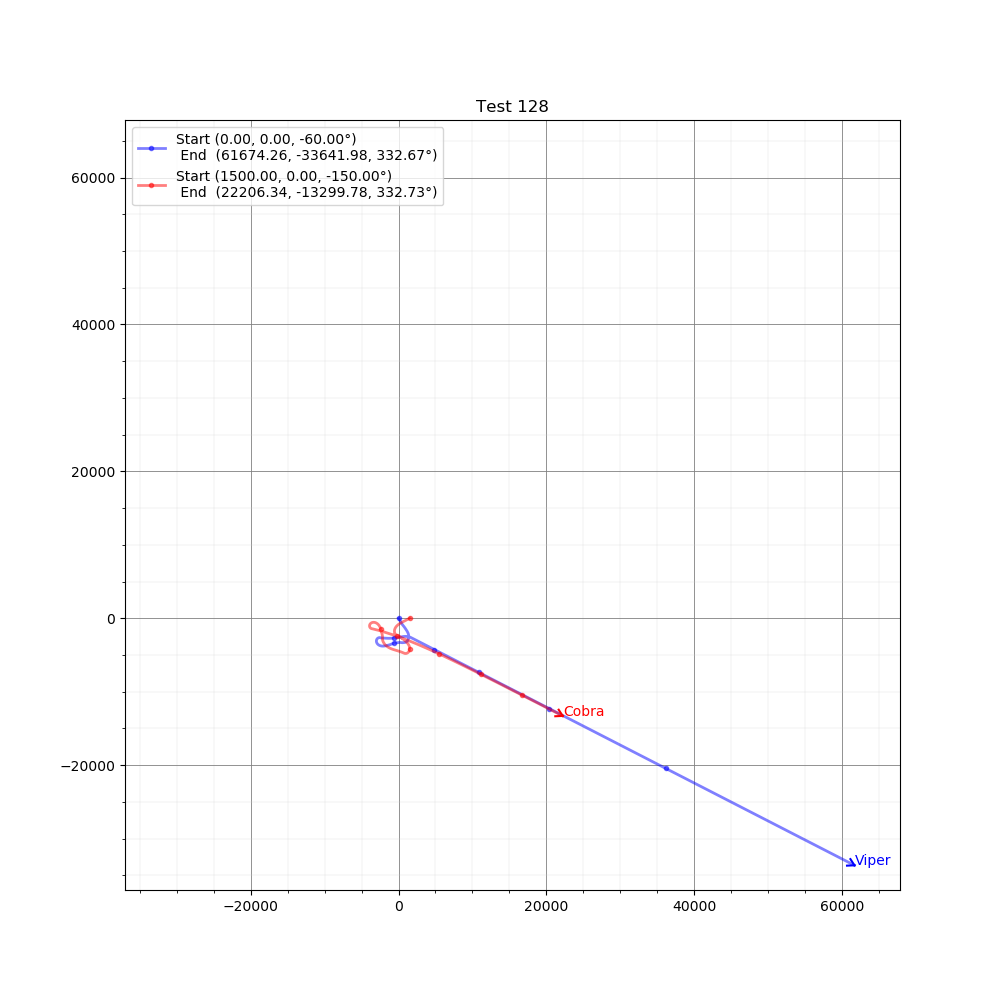 Test 128
Start (0.00, 0.00, -60.00°)
End (61674.26, -33641.98, 332.67°)
Start (1500.00, 0.00, -150.00°)
End (22206.34, -13299.78, 332.73°)
60000
40000
20000
0
−20000
Cobra
Viper
−20000 0 20000 40000 60000